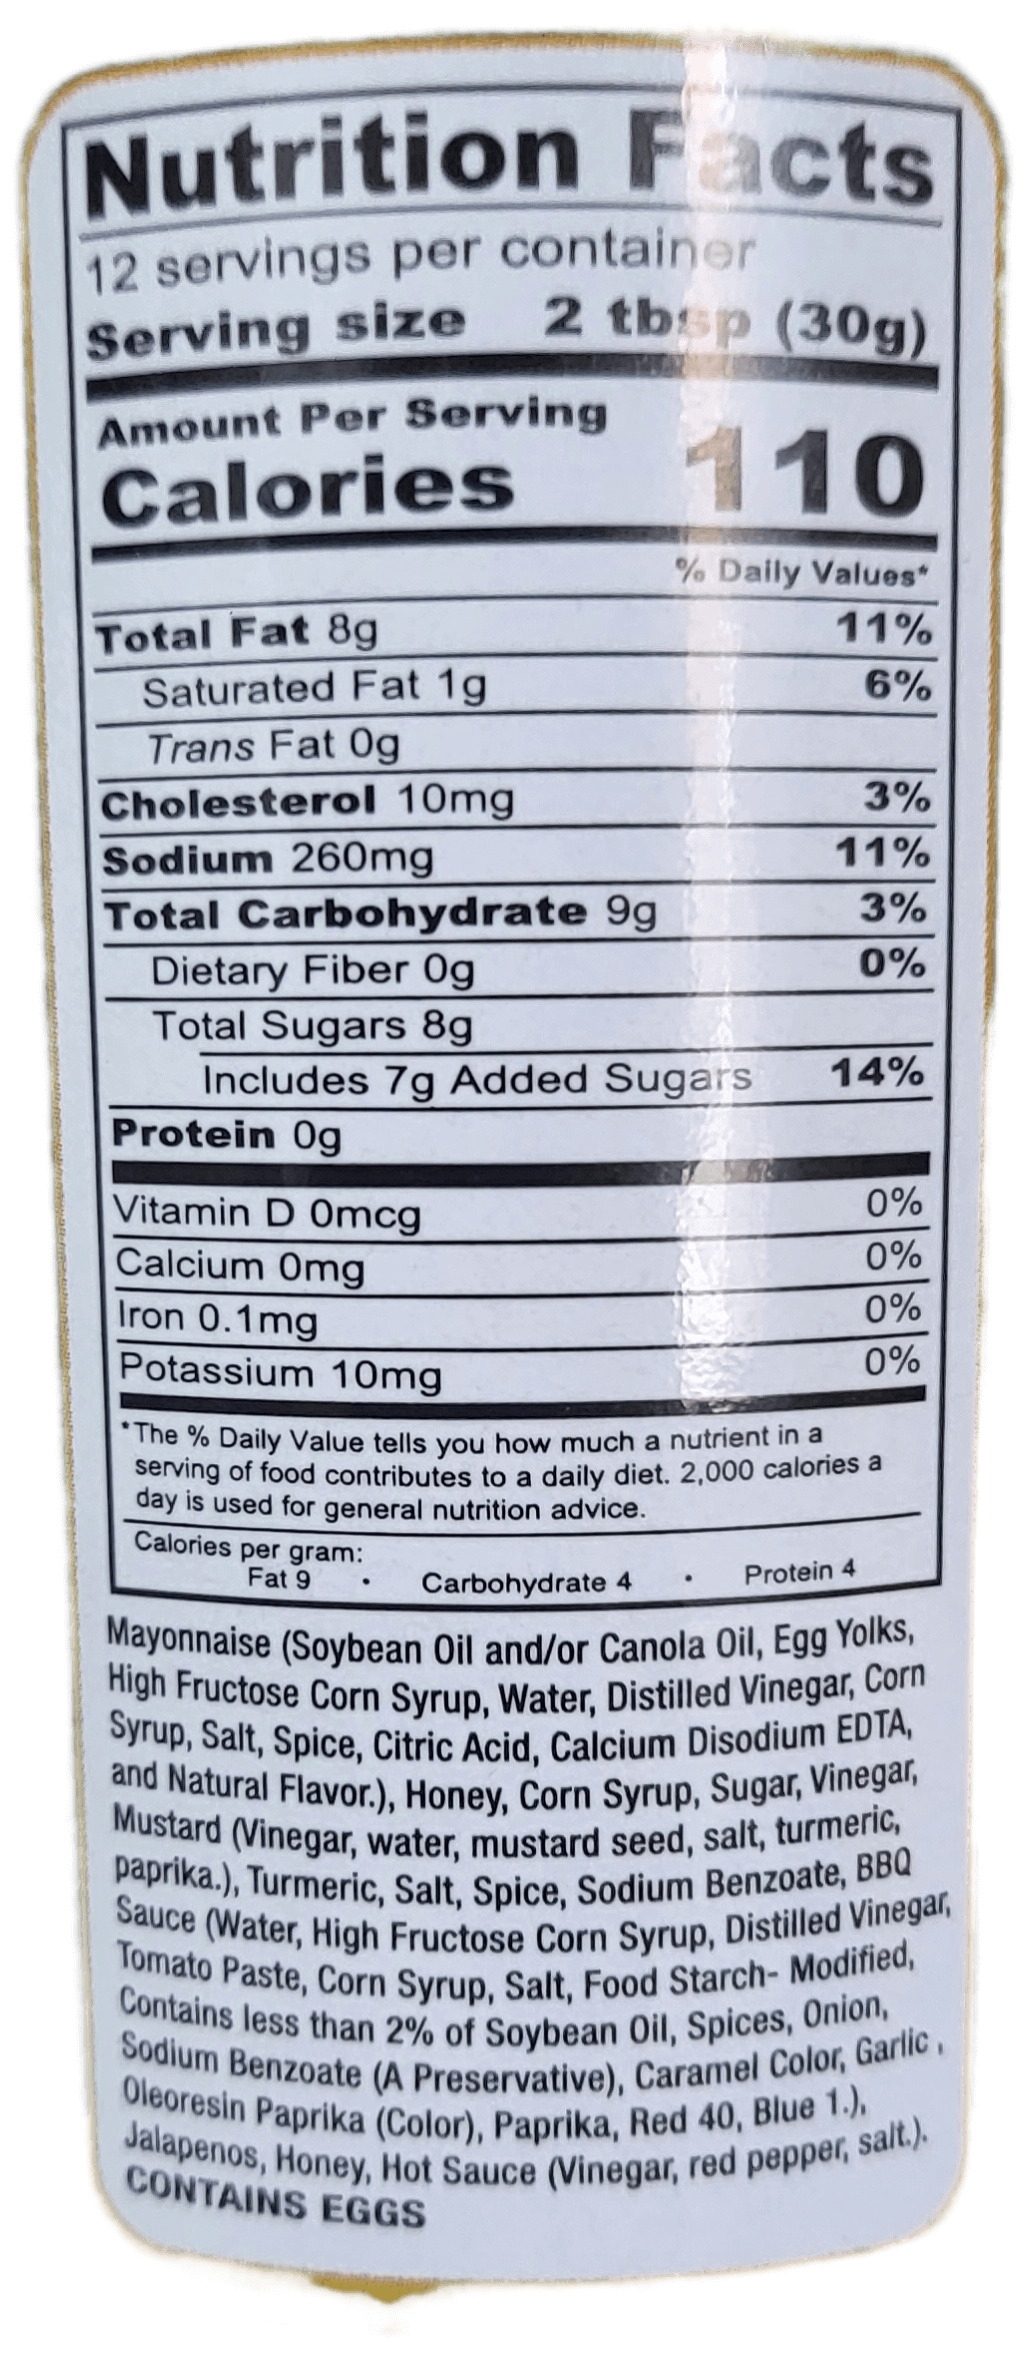 Nutrition Facts
12 servings per container
Serving size 2 tbsp (30g)
Amount Per Serving
Calories 110
% Daily Values*
Total Fat 8g 11%
Saturated Fat 1g 6%
Trans Fat 0g
Cholesterol 10mg 3%
Sodium 260mg 11%
Total Carbohydrate 9g 3%
Dietary Fiber 0g 0%
Total Sugars 8g
Includes 7g Added Sugars 14%
Protein 0g
Vitamin D 0mcg 0%
Calcium 0mg 0%
Iron 0.1mg 0%
Potassium 10mg 0%
*The % Daily Value tells you how much a nutrient in a
serving of food contributes to a daily diet. 2,000 calories a
day is used for general nutrition advice.
Calories per gram:
Fat 9 • Carbohydrate 4 • Protein 4
Mayonnaise (Soybean Oil and/or Canola Oil, Egg Yolks,
High Fructose Corn Syrup, Water, Distilled Vinegar, Corn
Syrup, Salt, Spice, Citric Acid, Calcium Disodium EDTA,
and Natural Flavor.), Honey, Corn Syrup, Sugar, Vinegar,
Mustard (Vinegar, water, mustard seed, salt, turmeric,
paprika.), Turmeric, Salt, Spice, Sodium Benzoate, BBQ
Sauce (Water, High Fructose Corn Syrup, Distilled Vinegar,
Tomato Paste, Corn Syrup, Salt, Food Starch- Modified,
Contains less than 2% of Soybean Oil, Spices, Onion,
Sodium Benzoate (A Preservative), Caramel Color, Garlic ,
Oleoresin Paprika (Color), Paprika, Red 40, Blue 1.),
Jalapenos, Honey, Hot Sauce (Vinegar, red pepper, salt.).
CONTAINS EGGS